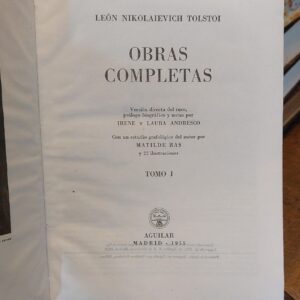 LEÓN NIKOLAIEVICH TOLSTOI
OBRAS
COMPLETAS
Versión directa del ruso,
prólogo biográfico y notas por
IRENE y LAURA ANDRESCO
Con un estudio grafológico del autor por
MATILDE RAS
y 22 ilustraciones
TOMO I
AGUILAR
MADRID - 1955